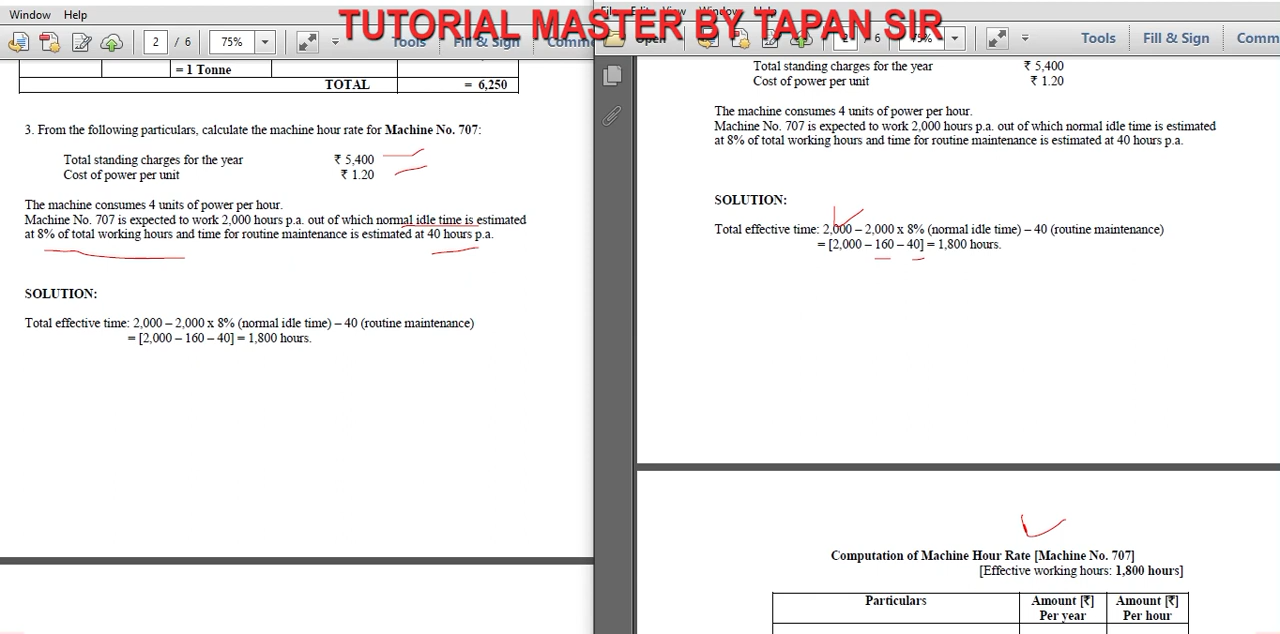 TUTORIAL MASTER BY TAPAN SIR
Window Help
2 / 6 75% Tools Fill & Sign
= 1 Tonne
TOTAL = 6,250
3. From the following particulars, calculate the machine hour rate for Machine No. 707:
Total standing charges for the year ₹ 5,400
Cost of power per unit ₹ 1.20
The machine consumes 4 units of power per hour.
Machine No. 707 is expected to work 2,000 hours p.a. out of which normal idle time is estimated
at 8% of total working hours and time for routine maintenance is estimated at 40 hours p.a.
SOLUTION:
Total effective time: 2,000 – 2,000 x 8% (normal idle time) – 40 (routine maintenance)
= [2,000 – 160 – 40] = 1,800 hours.
File Edit View Window Help
Open 2 / 6 75% Tools Fill & Sign
Total standing charges for the year ₹ 5,400
Cost of power per unit ₹ 1.20
The machine consumes 4 units of power per hour.
Machine No. 707 is expected to work 2,000 hours p.a. out of which normal idle time is estimated
at 8% of total working hours and time for routine maintenance is estimated at 40 hours p.a.
SOLUTION:
Total effective time: 2,000 – 2,000 x 8% (normal idle time) – 40 (routine maintenance)
= [2,000 – 160 – 40] = 1,800 hours.
Computation of Machine Hour Rate [Machine No. 707]
[Effective working hours: 1,800 hours]
Particulars Amount [₹] Amount [₹]
Per year Per hour